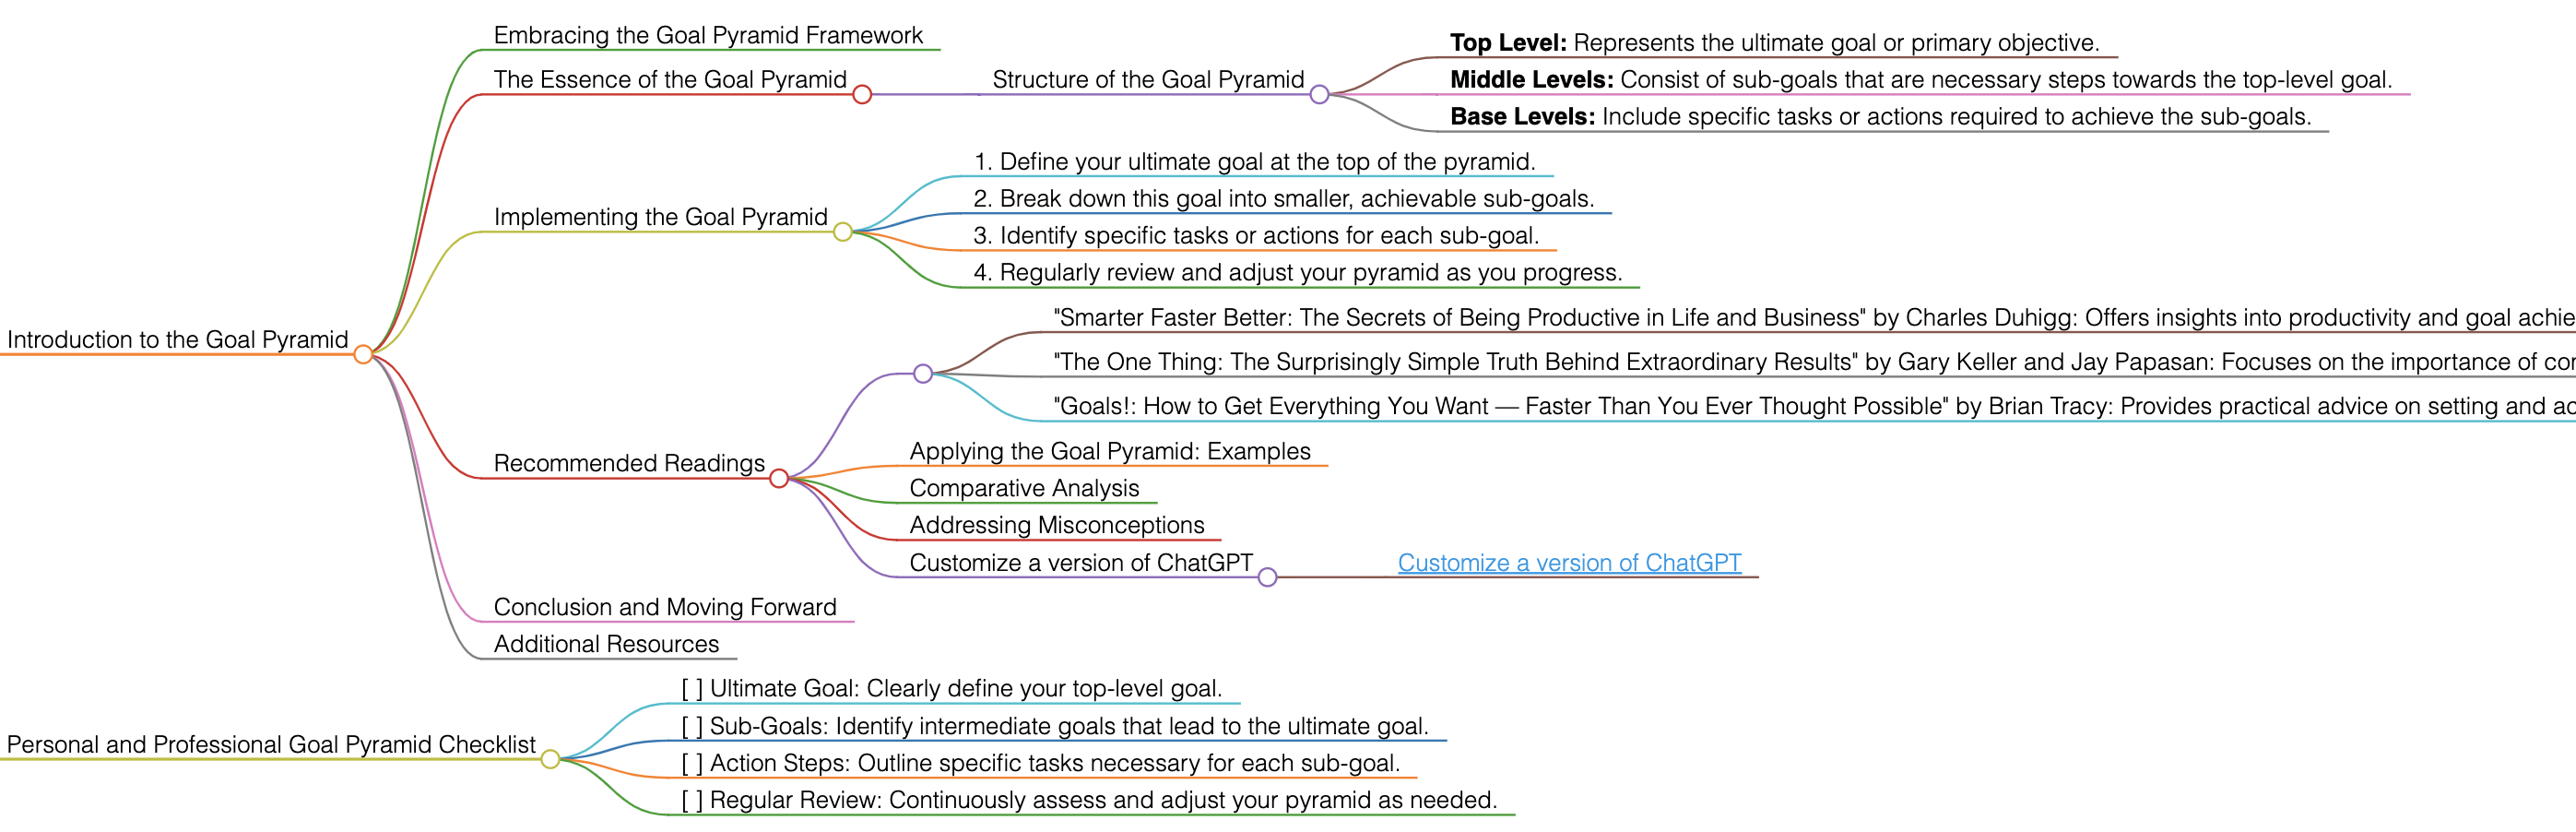 Embracing the Goal Pyramid Framework
The Essence of the Goal Pyramid
Structure of the Goal Pyramid
Top Level: Represents the ultimate goal or primary objective.
Middle Levels: Consist of sub-goals that are necessary steps towards the top-level goal.
Base Levels: Include specific tasks or actions required to achieve the sub-goals.
Implementing the Goal Pyramid
1. Define your ultimate goal at the top of the pyramid.
2. Break down this goal into smaller, achievable sub-goals.
3. Identify specific tasks or actions for each sub-goal.
4. Regularly review and adjust your pyramid as you progress.
Introduction to the Goal Pyramid
"Smarter Faster Better: The Secrets of Being Productive in Life and Business" by Charles Duhigg: Offers insights into productivity and goal achie
"The One Thing: The Surprisingly Simple Truth Behind Extraordinary Results" by Gary Keller and Jay Papasan: Focuses on the importance of
"Goals!: How to Get Everything You Want — Faster Than You Ever Thought Possible" by Brian Tracy: Provides practical advice on setting and
Recommended Readings
Applying the Goal Pyramid: Examples
Comparative Analysis
Addressing Misconceptions
Customize a version of ChatGPT
Customize a version of ChatGPT
Conclusion and Moving Forward
Additional Resources
Personal and Professional Goal Pyramid Checklist
[ ] Ultimate Goal: Clearly define your top-level goal.
[ ] Sub-Goals: Identify intermediate goals that lead to the ultimate goal.
[ ] Action Steps: Outline specific tasks necessary for each sub-goal.
[ ] Regular Review: Continuously assess and adjust your pyramid as needed.